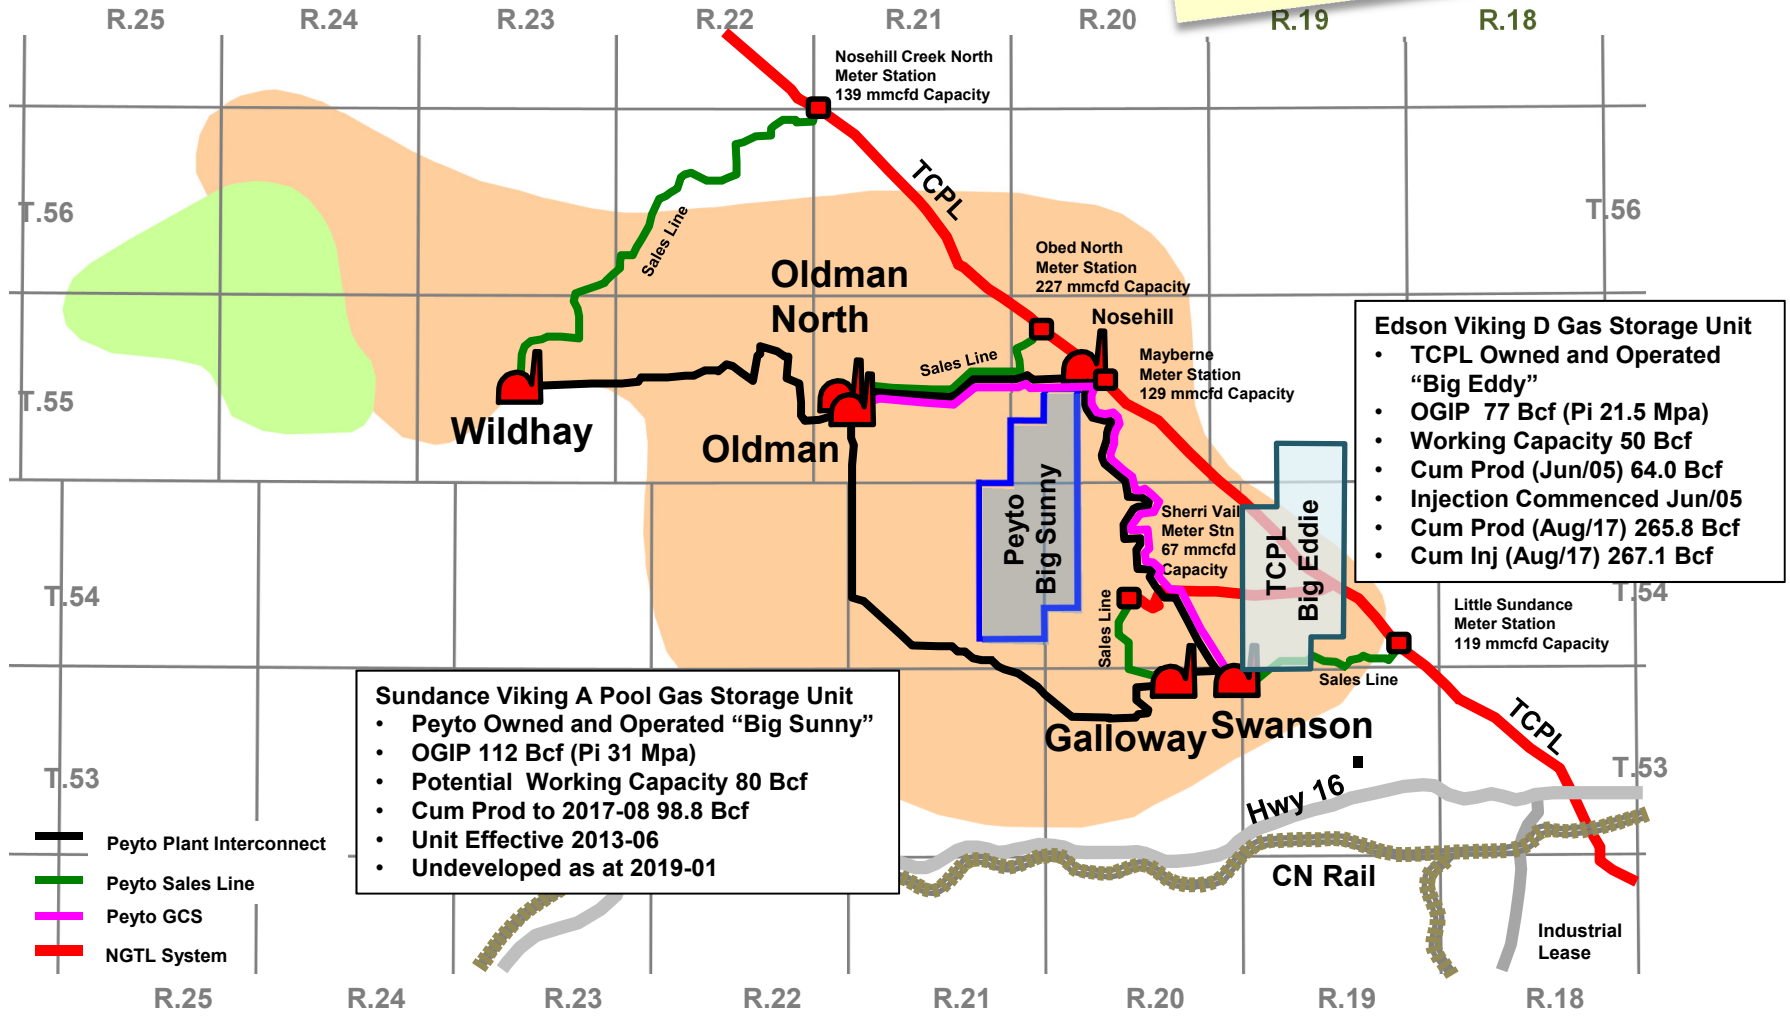 R.25 R.24 R.23 R.22 R.21 R.20 R.19 R.18
Nosehill Creek North
Meter Station
139 mmcfd Capacity
TCPL
T.56
T.56
Sales Line
Obed North
Meter Station
227 mmcfd Capacity
Oldman
North
Nosehill
Sales Line
Mayberne
Meter Station
129 mmcfd Capacity
T.55
Wildhay
Oldman
Edson Viking D Gas Storage Unit
• TCPL Owned and Operated
“Big Eddy”
• OGIP 77 Bcf (Pi 21.5 Mpa)
• Working Capacity 50 Bcf
• Cum Prod (Jun/05) 64.0 Bcf
• Injection Commenced Jun/05
• Cum Prod (Aug/17) 265.8 Bcf
• Cum Inj (Aug/17) 267.1 Bcf
Peyto
Big Sunny
Sherri Vail
Meter Stn
67 mmcfd
Capacity
TCPL
Big Eddie
T.54
T.54
Sales Line
Little Sundance
Meter Station
119 mmcfd Capacity
Sales Line
Galloway
Swanson
TCPL
Sundance Viking A Pool Gas Storage Unit
• Peyto Owned and Operated “Big Sunny”
• OGIP 112 Bcf (Pi 31 Mpa)
• Potential Working Capacity 80 Bcf
• Cum Prod to 2017-08 98.8 Bcf
• Unit Effective 2013-06
• Undeveloped as at 2019-01
T.53
T.53
Hwy 16
CN Rail
Industrial
Lease
Peyto Plant Interconnect
Peyto Sales Line
Peyto GCS
NGTL System
R.25 R.24 R.23 R.22 R.21 R.20 R.19 R.18